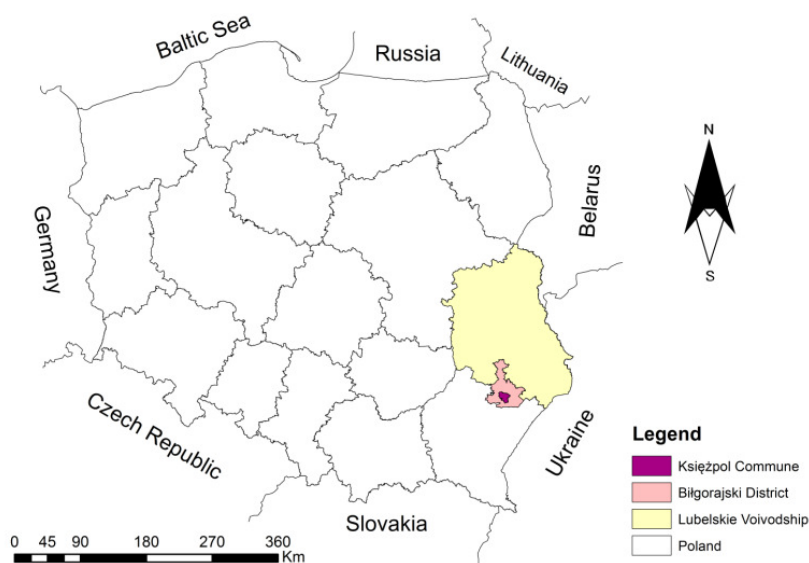 Baltic Sea
Russia
Lithuania
N
S
Belarus
Germany
Czech Republic
Ukraine
Slovakia
Legend
Księżpol Commune
Biłgorajski District
Lubelskie Voivodship
Poland
0 45 90 180 270 360
Km